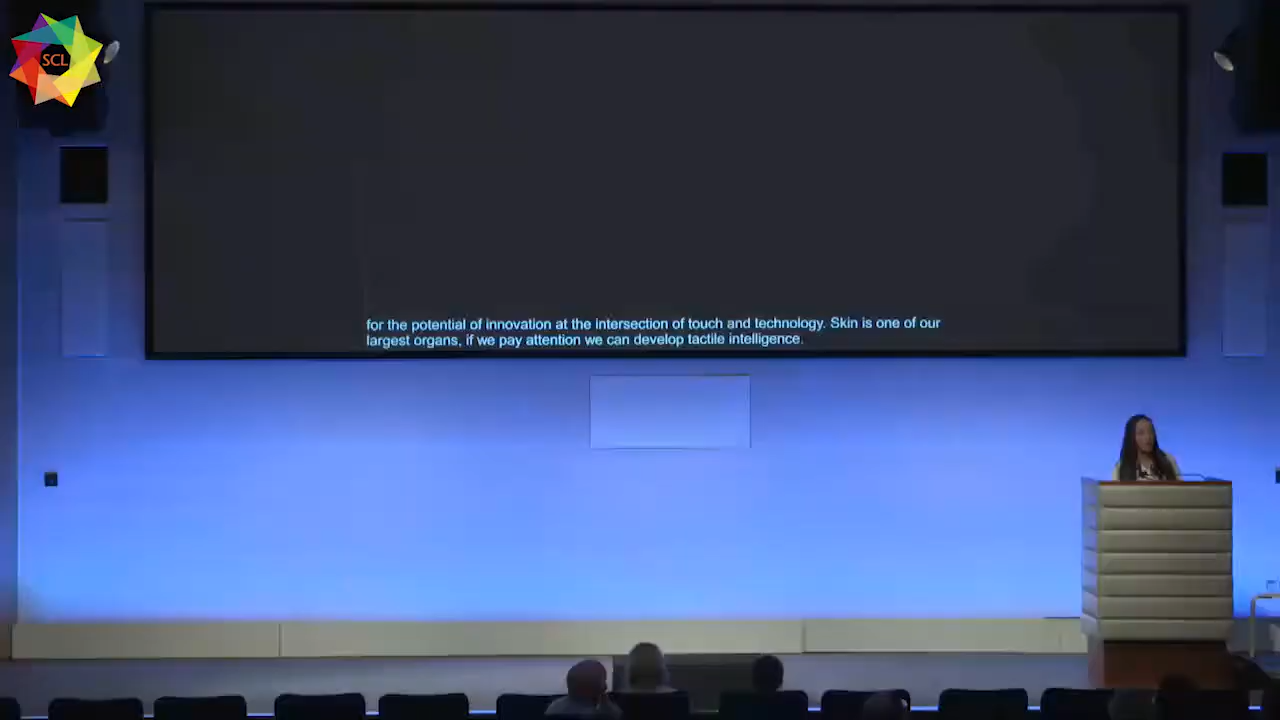 SCL
for the potential of innovation at the intersection of touch and technology. Skin is one of our
largest organs, if we pay attention we can develop tactile intelligence.